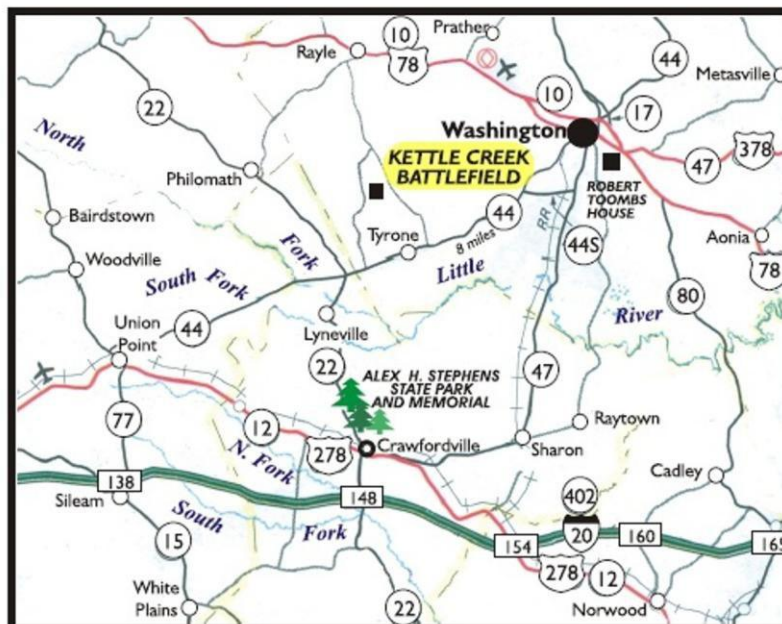 10
Prather
Rayle
78
44
Metasville
22
10
17
Washington
378
North
KETTLE CREEK
BATTLEFIELD
47
Philomath
ROBERT
TOOMBS
HOUSE
44
RR
Bairdstown
Tyrone
8 miles
44S
Aonia
Fork
Little
78
Woodville
South Fork
80
River
44
Lyneville
Union
Point
22
ALEX H. STEPHENS
STATE PARK
AND MEMORIAL
47
77
12
Raytown
N. Fork
278
Crawfordville
Sharon
Cadley
138
148
402
Sileam
South
Fork
154
20
160
165
15
278
12
White
Plains
22
Norwood